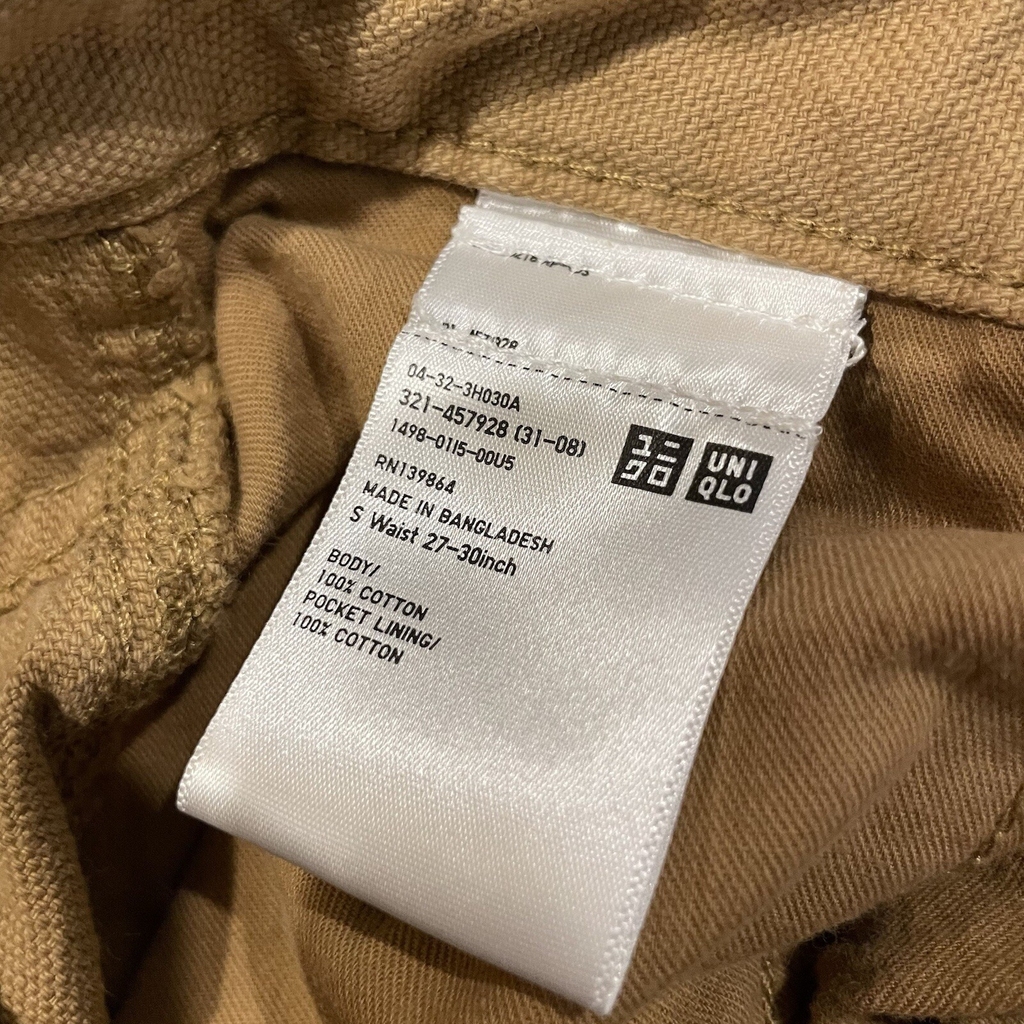 04-32-3H030A
321-457928 (31-08)
1498-0115-00U5
ユニ
クロ
UNI
QLO
RN139864
MADE IN BANGLADESH
S Waist 27-30inch
BODY/
100% COTTON
POCKET LINING/
100% COTTON